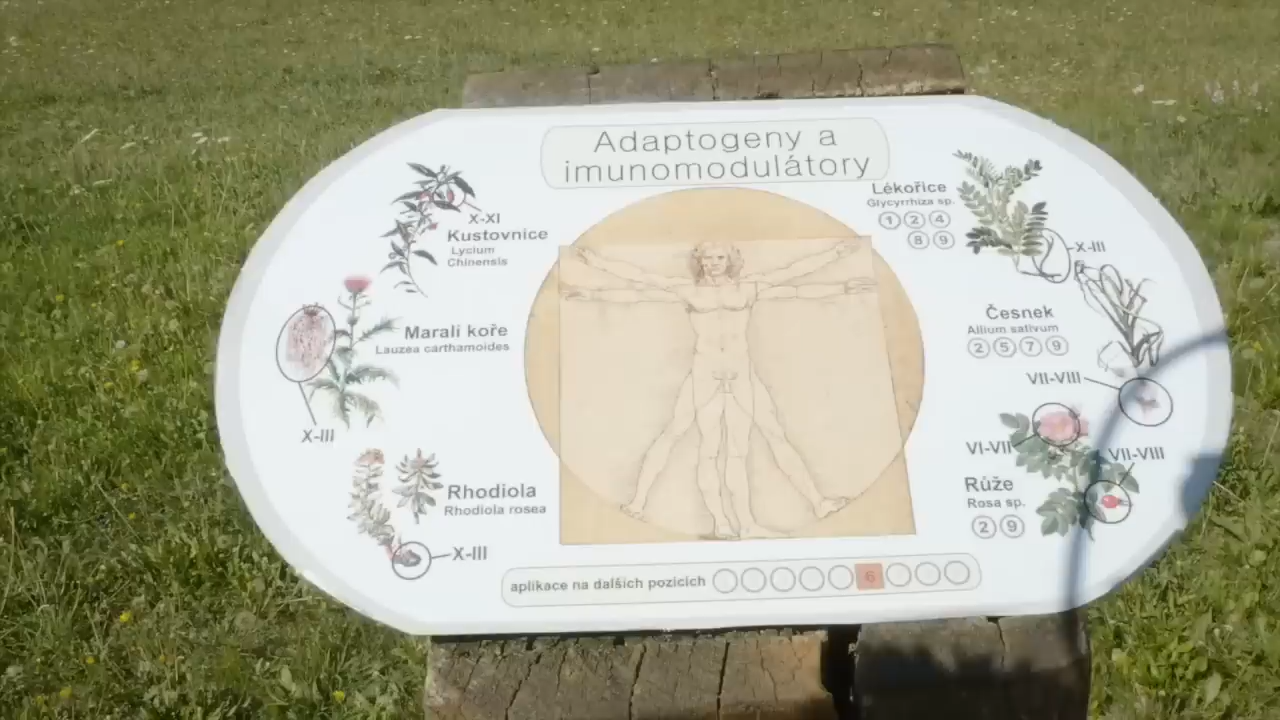 Adaptogeny a
imunomodulátory
X-XI
Kustovnice
Lycium
Chinensis
Maralí kořе
Lauzea carthamoides
X-III
Rhodiola
Rhodiola rosea
X-III
Lékořice
Glycyrrhiza sp.
1 2 4
8 9
X-III
Česnek
Allium sativum
2 5 7 9
VII-VIII
VI-VII
VII-VIII
Růže
Rosa sp.
2 9
aplikace na dalších pozicích 6